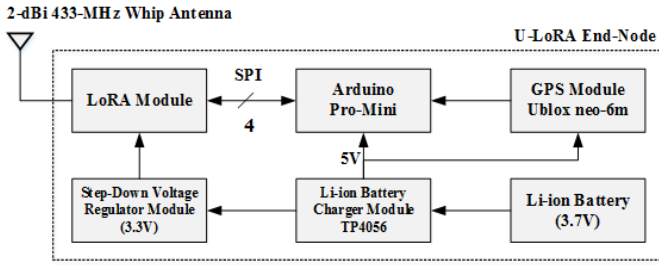 2-dBi 433-MHz Whip Antenna
U-LoRA End-Node
LoRA Module
SPI
4
Arduino
Pro-Mini
GPS Module
Ublox neo-6m
5V
Step-Down Voltage
Regulator Module
(3.3V)
Li-ion Battery
Charger Module
TP4056
Li-ion Battery
(3.7V)